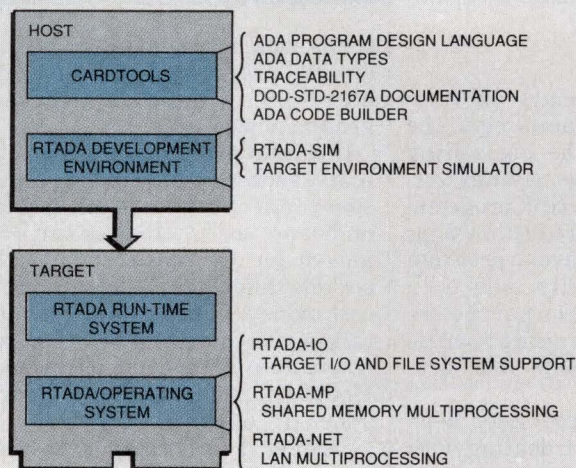 HOST
CARDTOOLS
ADA PROGRAM DESIGN LANGUAGE
ADA DATA TYPES
TRACEABILITY
DOD-STD-2167A DOCUMENTATION
ADA CODE BUILDER
RTADA DEVELOPMENT
ENVIRONMENT
RTADA-SIM
TARGET ENVIRONMENT SIMULATOR
TARGET
RTADA RUN-TIME
SYSTEM
RTADA/OPERATING
SYSTEM
RTADA-IO
TARGET I/O AND FILE SYSTEM SUPPORT
RTADA-MP
SHARED MEMORY MULTIPROCESSING
RTADA-NET
LAN MULTIPROCESSING